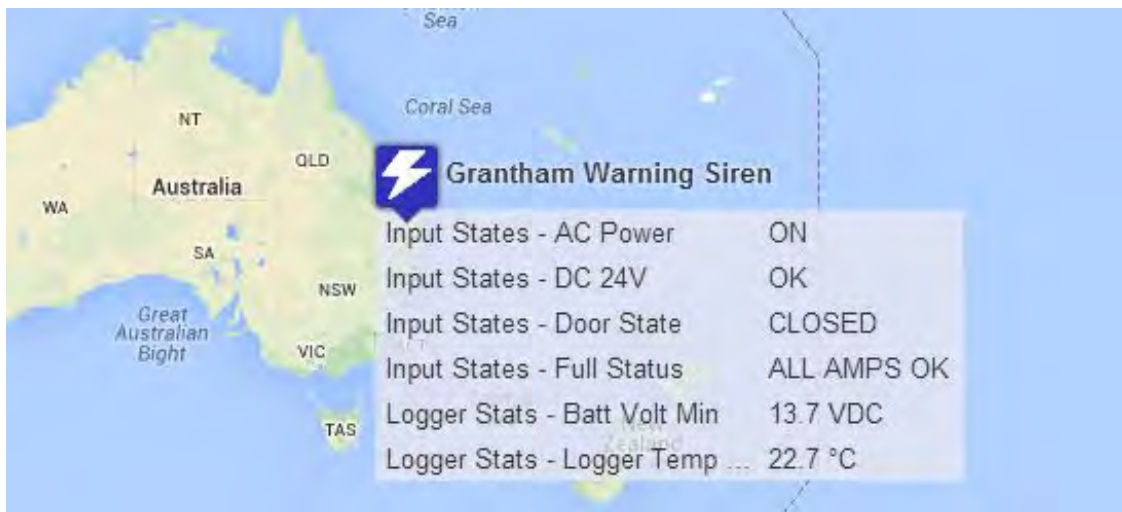 Sea
Coral Sea
NT
QLD
Grantham Warning Siren
Australia
WA
Input States - AC Power ON
SA
Input States - DC 24V OK
NSW
Great
Australian
Bight
Input States - Door State CLOSED
VIC
Input States - Full Status ALL AMPS OK
TAS
Logger Stats - Batt Volt Min 13.7 VDC
New
Zealand
Logger Stats - Logger Temp ... 22.7 °C